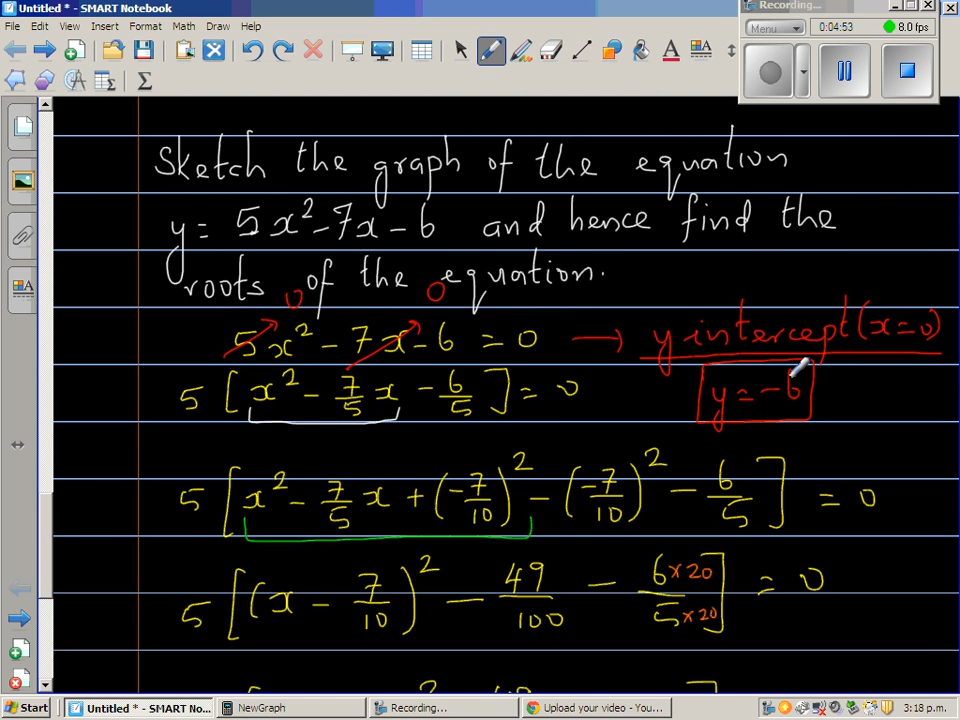 Untitled * - SMART Notebook
Recording...
File Edit View Insert Format Math Draw Help
Menu 0:04:53 8.0 fps
Sketch the graph of the equation
y = 5x² - 7x - 6 and hence find the
roots of the equation.
0 0
5x² - 7x - 6 = 0 → y intercept (x=0)
5 [x² - 7/5 x - 6/5] = 0 y = -6
5 [x² - 7/5 x + (-7/10)² - (-7/10)² - 6/5] = 0
5 [(x - 7/10)² - 49/100 - 6×20/5×20] = 0
Start Untitled * - SMART No... NewGraph Recording... Upload your video - Y... 3:18 p.m.